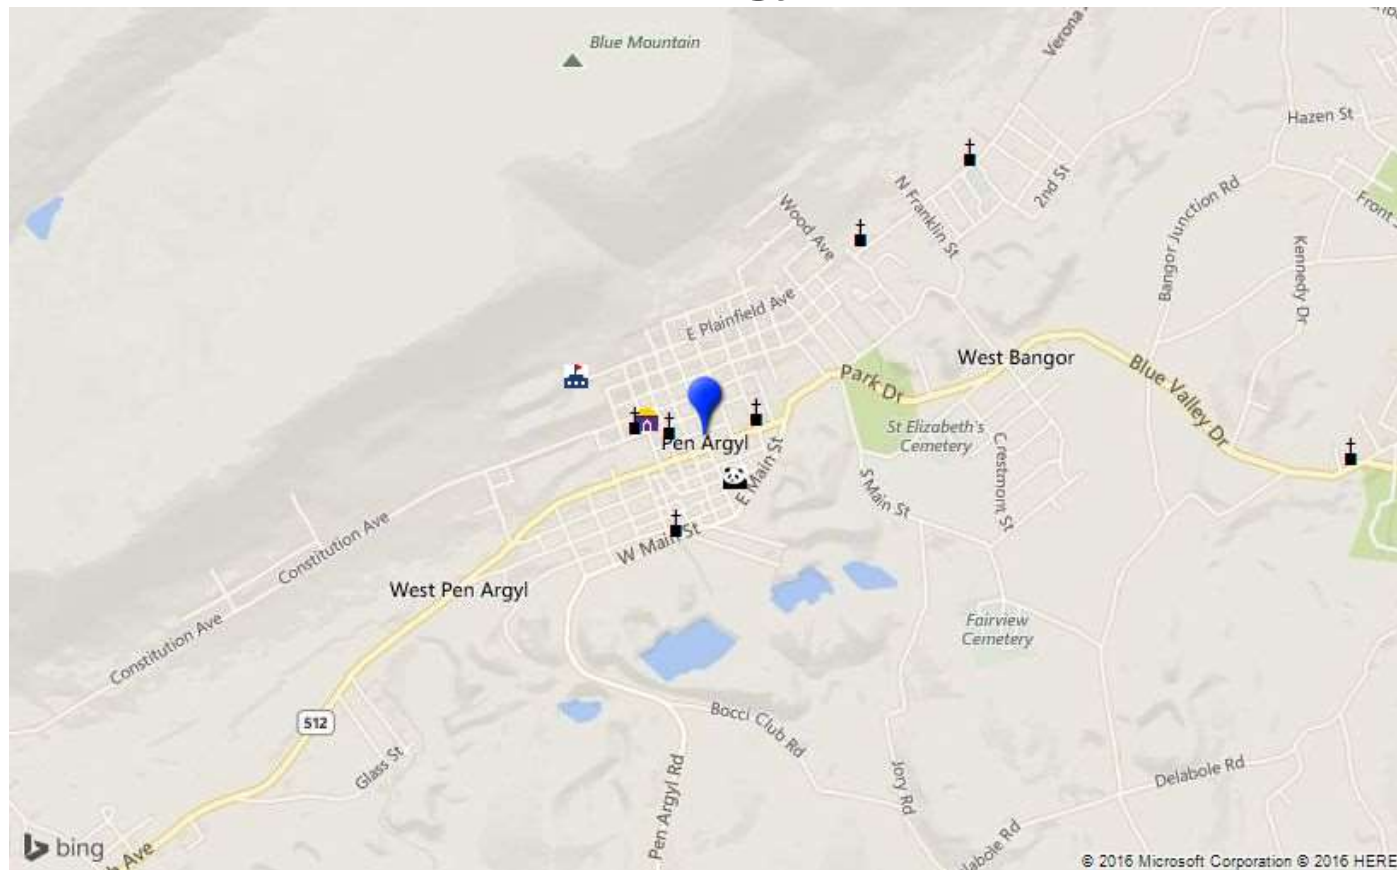 Blue Mountain
Verona
Hazen St
N Franklin St
2nd St
Wood Ave
Bangor Junction Rd
Front
Kennedy Dr
E Plainfield Ave
West Bangor
Park Dr
Blue Valley Dr
St Elizabeth's
Cemetery
Pen Argyl
E Main St
S Main St
Crestmont St
W Main St
Constitution Ave
West Pen Argyl
Constitution Ave
Fairview
Cemetery
512
Bocci Club Rd
Glass St
Pen Argyl Rd
Jory Rd
Delabole Rd
labole Rd
h Ave
bing
© 2016 Microsoft Corporation © 2016 HERE